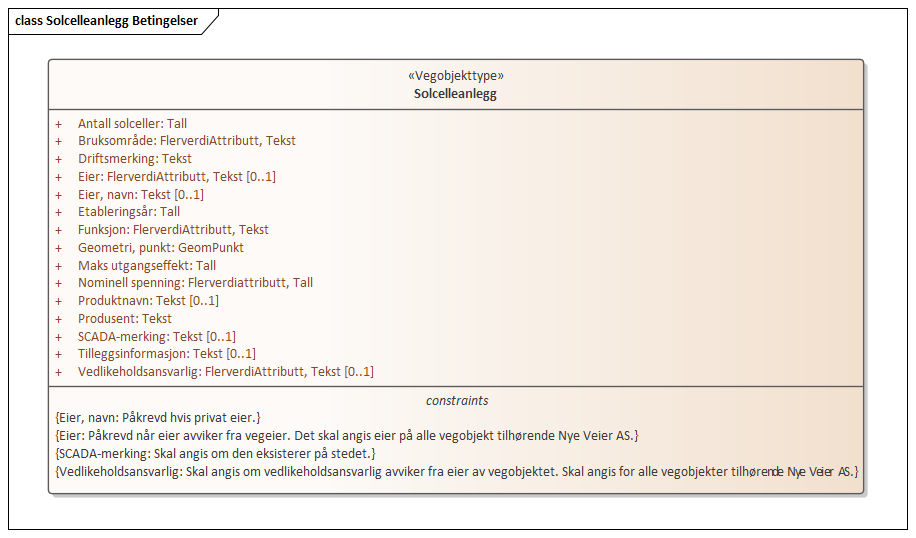 class Solcelleanlegg Betingelser
«Vegobjekttype»
Solcelleanlegg
+ Antall solceller: Tall
+ Bruksområde: FlerverdiAttributt, Tekst
+ Driftsmerking: Tekst
+ Eier: FlerverdiAttributt, Tekst [0..1]
+ Eier, navn: Tekst [0..1]
+ Etableringsår: Tall
+ Funksjon: FlerverdiAttributt, Tekst
+ Geometri, punkt: GeomPunkt
+ Maks utgangseffekt: Tall
+ Nominell spenning: Flerverdiattributt, Tall
+ Produktnavn: Tekst [0..1]
+ Produsent: Tekst
+ SCADA-merking: Tekst [0..1]
+ Tilleggsinformasjon: Tekst [0..1]
+ Vedlikeholdsansvarlig: FlerverdiAttributt, Tekst [0..1]
constraints
{Eier, navn: Påkrevd hvis privat eier.}
{Eier: Påkrevd når eier avviker fra vegeier. Det skal angis eier på alle vegobjekt tilhørende Nye Veier AS.}
{SCADA-merking: Skal angis om den eksisterer på stedet.}
{Vedlikeholdsansvarlig: Skal angis om vedlikeholdsansvarlig avviker fra eier av vegobjektet. Skal angis for alle vegobjekter tilhørende Nye Veier AS.}